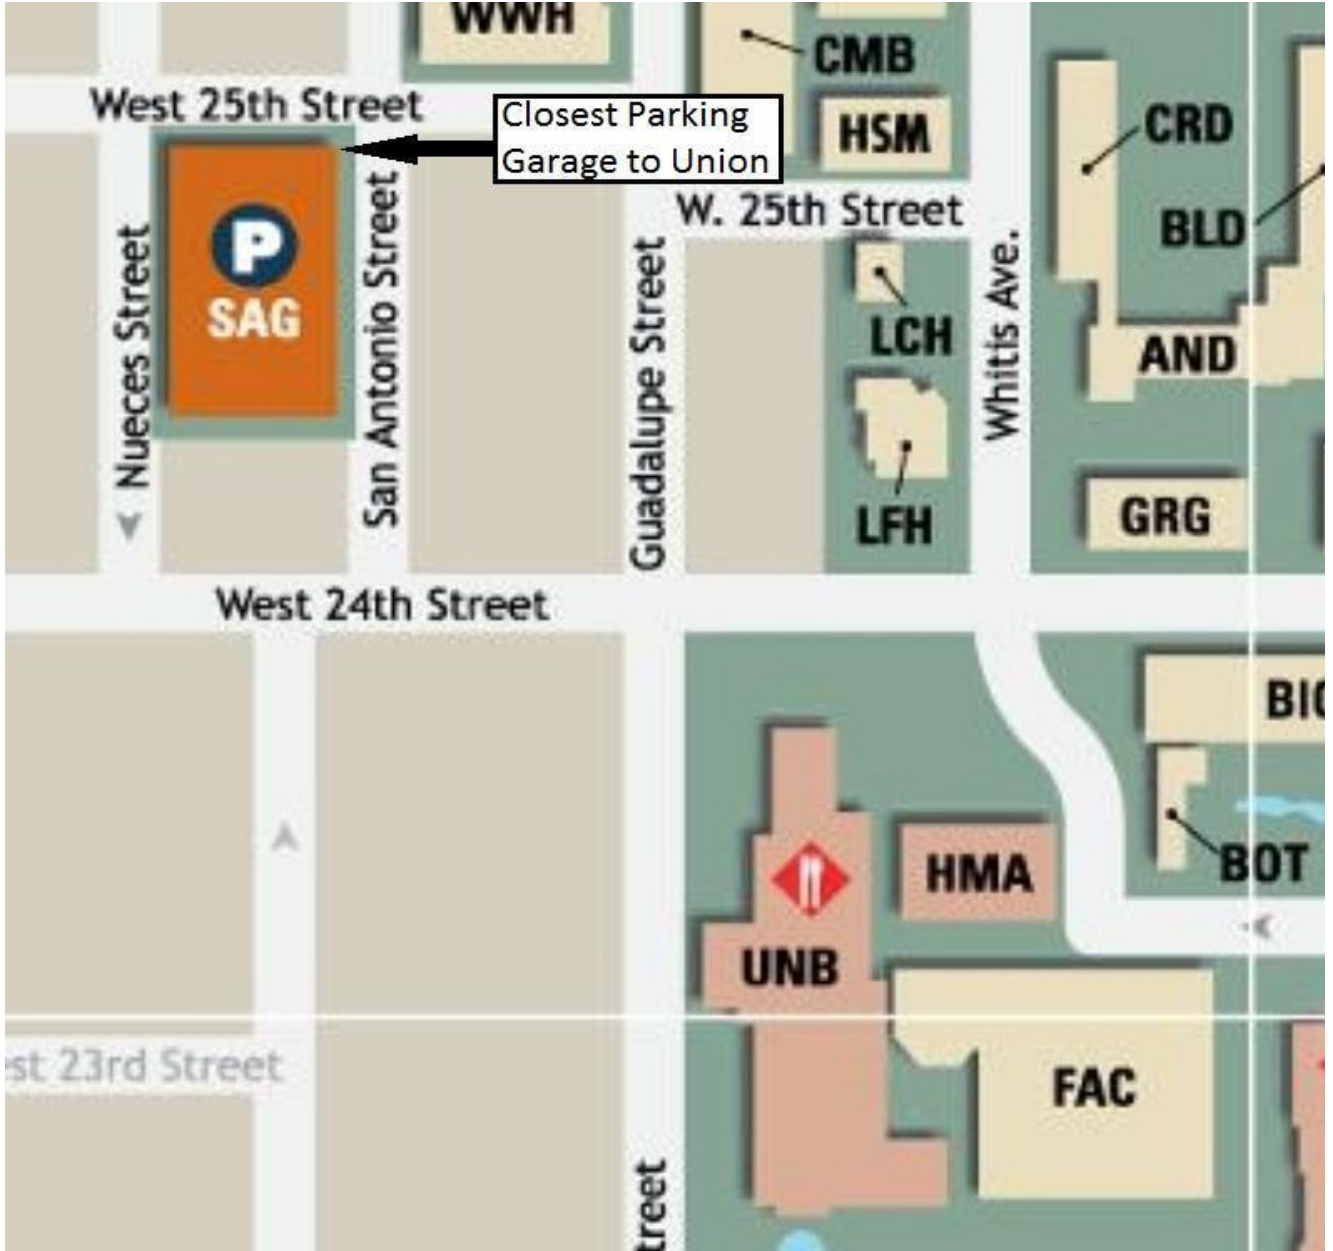 WWH
CMB
West 25th Street
Closest Parking
Garage to Union
HSM
CRD
W. 25th Street
BLD
P
SAG
Nueces Street
San Antonio Street
Guadalupe Street
Whitis Ave.
LCH
AND
LFH
GRG
West 24th Street
BIO
BOT
HMA
UNB
st 23rd Street
FAC
treet